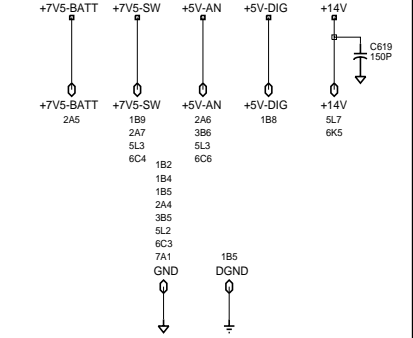 +7V5-BATT +7V5-SW +5V-AN +5V-DIG +14V
C619
150P
+7V5-BATT +7V5-SW +5V-AN +5V-DIG +14V
2A5 1B9 2A6 1B8 5L7
2A7 3B6 6K5
5L3 5L3
6C4 6C6
1B2
1B4
1B5
2A4
3B5
5L2
6C3
7A1 1B5
GND DGND